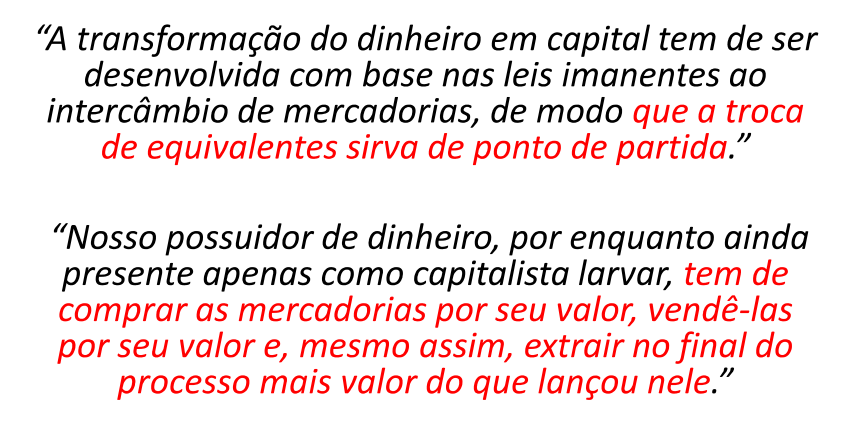 “A transformação do dinheiro em capital tem de ser
desenvolvida com base nas leis imanentes ao
intercâmbio de mercadorias, de modo que a troca
de equivalentes sirva de ponto de partida.”
“Nosso possuidor de dinheiro, por enquanto ainda
presente apenas como capitalista larvar, tem de
comprar as mercadorias por seu valor, vendê-las
por seu valor e, mesmo assim, extrair no final do
processo mais valor do que lançou nele.”